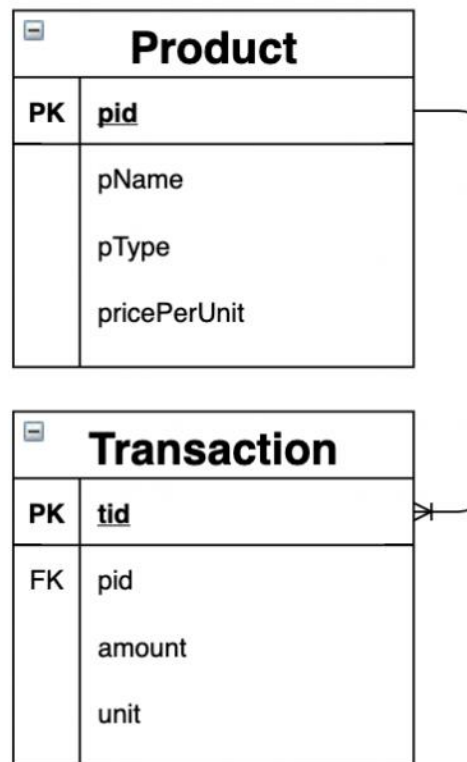 Product
PK pid
pName
pType
pricePerUnit
Transaction
PK tid
FK pid
amount
unit